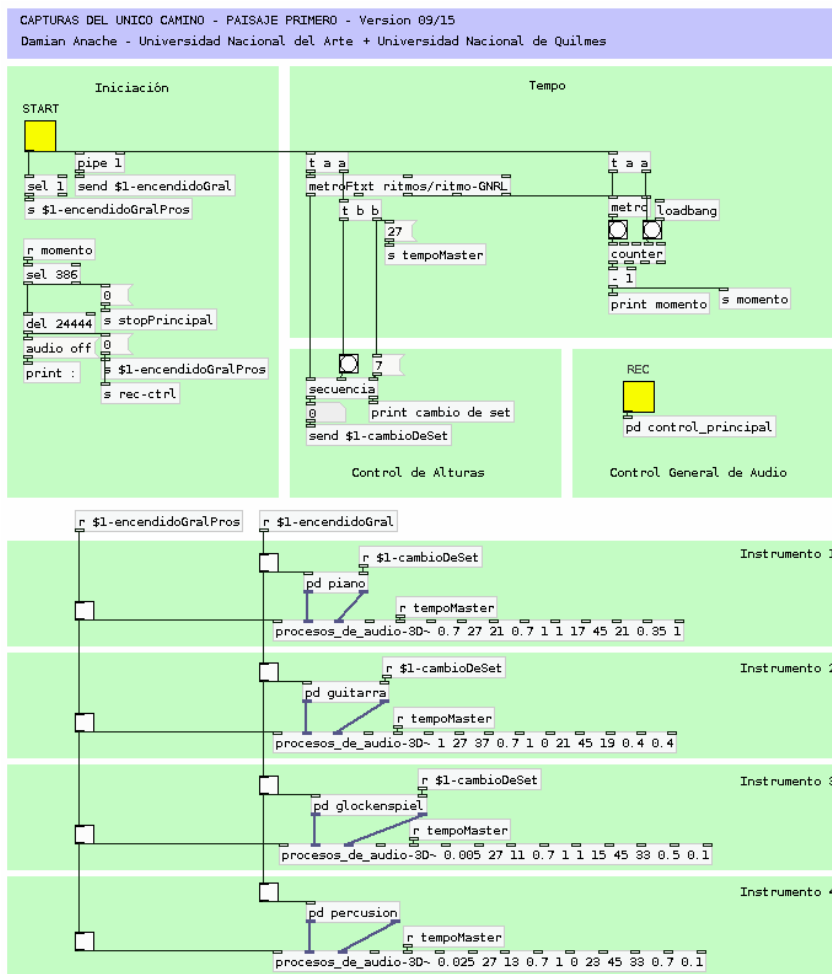 CAPTURAS DEL UNICO CAMINO - PAISAJE PRIMERO - Version 09/15
Damian Anache - Universidad Nacional del Arte + Universidad Nacional de Quilmes
Iniciación
START
pipe 1
sel 1
send $1-encendidoGral
s $1-encendidoGralPros
r momento
sel 386
0
del 24444
s stopPrincipal
audio off
0
print :
s $1-encendidoGralPros
s rec-ctrl
Tempo
t a a
t a a
metroFtxt ritmos/ritmo-GNRL
t b b
27
s tempoMaster
metro
loadbang
counter
- 1
print momento
s momento
7
secuencia
0
print cambio de set
send $1-cambioDeSet
Control de Alturas
REC
pd control_principal
Control General de Audio
r $1-encendidoGralPros
r $1-encendidoGral
Instrumento 1
r $1-cambioDeSet
pd piano
r tempoMaster
procesos_de_audio-3D~ 0.7 27 21 0.7 1 1 17 45 21 0.35 1
Instrumento 2
r $1-cambioDeSet
pd guitarra
r tempoMaster
procesos_de_audio-3D~ 1 27 37 0.7 1 0 21 45 19 0.4 0.4
Instrumento 3
r $1-cambioDeSet
pd glockenspiel
r tempoMaster
procesos_de_audio-3D~ 0.005 27 11 0.7 1 1 15 45 33 0.5 0.1
Instrumento 4
pd percusion
r tempoMaster
procesos_de_audio-3D~ 0.025 27 13 0.7 1 0 23 45 33 0.7 0.1